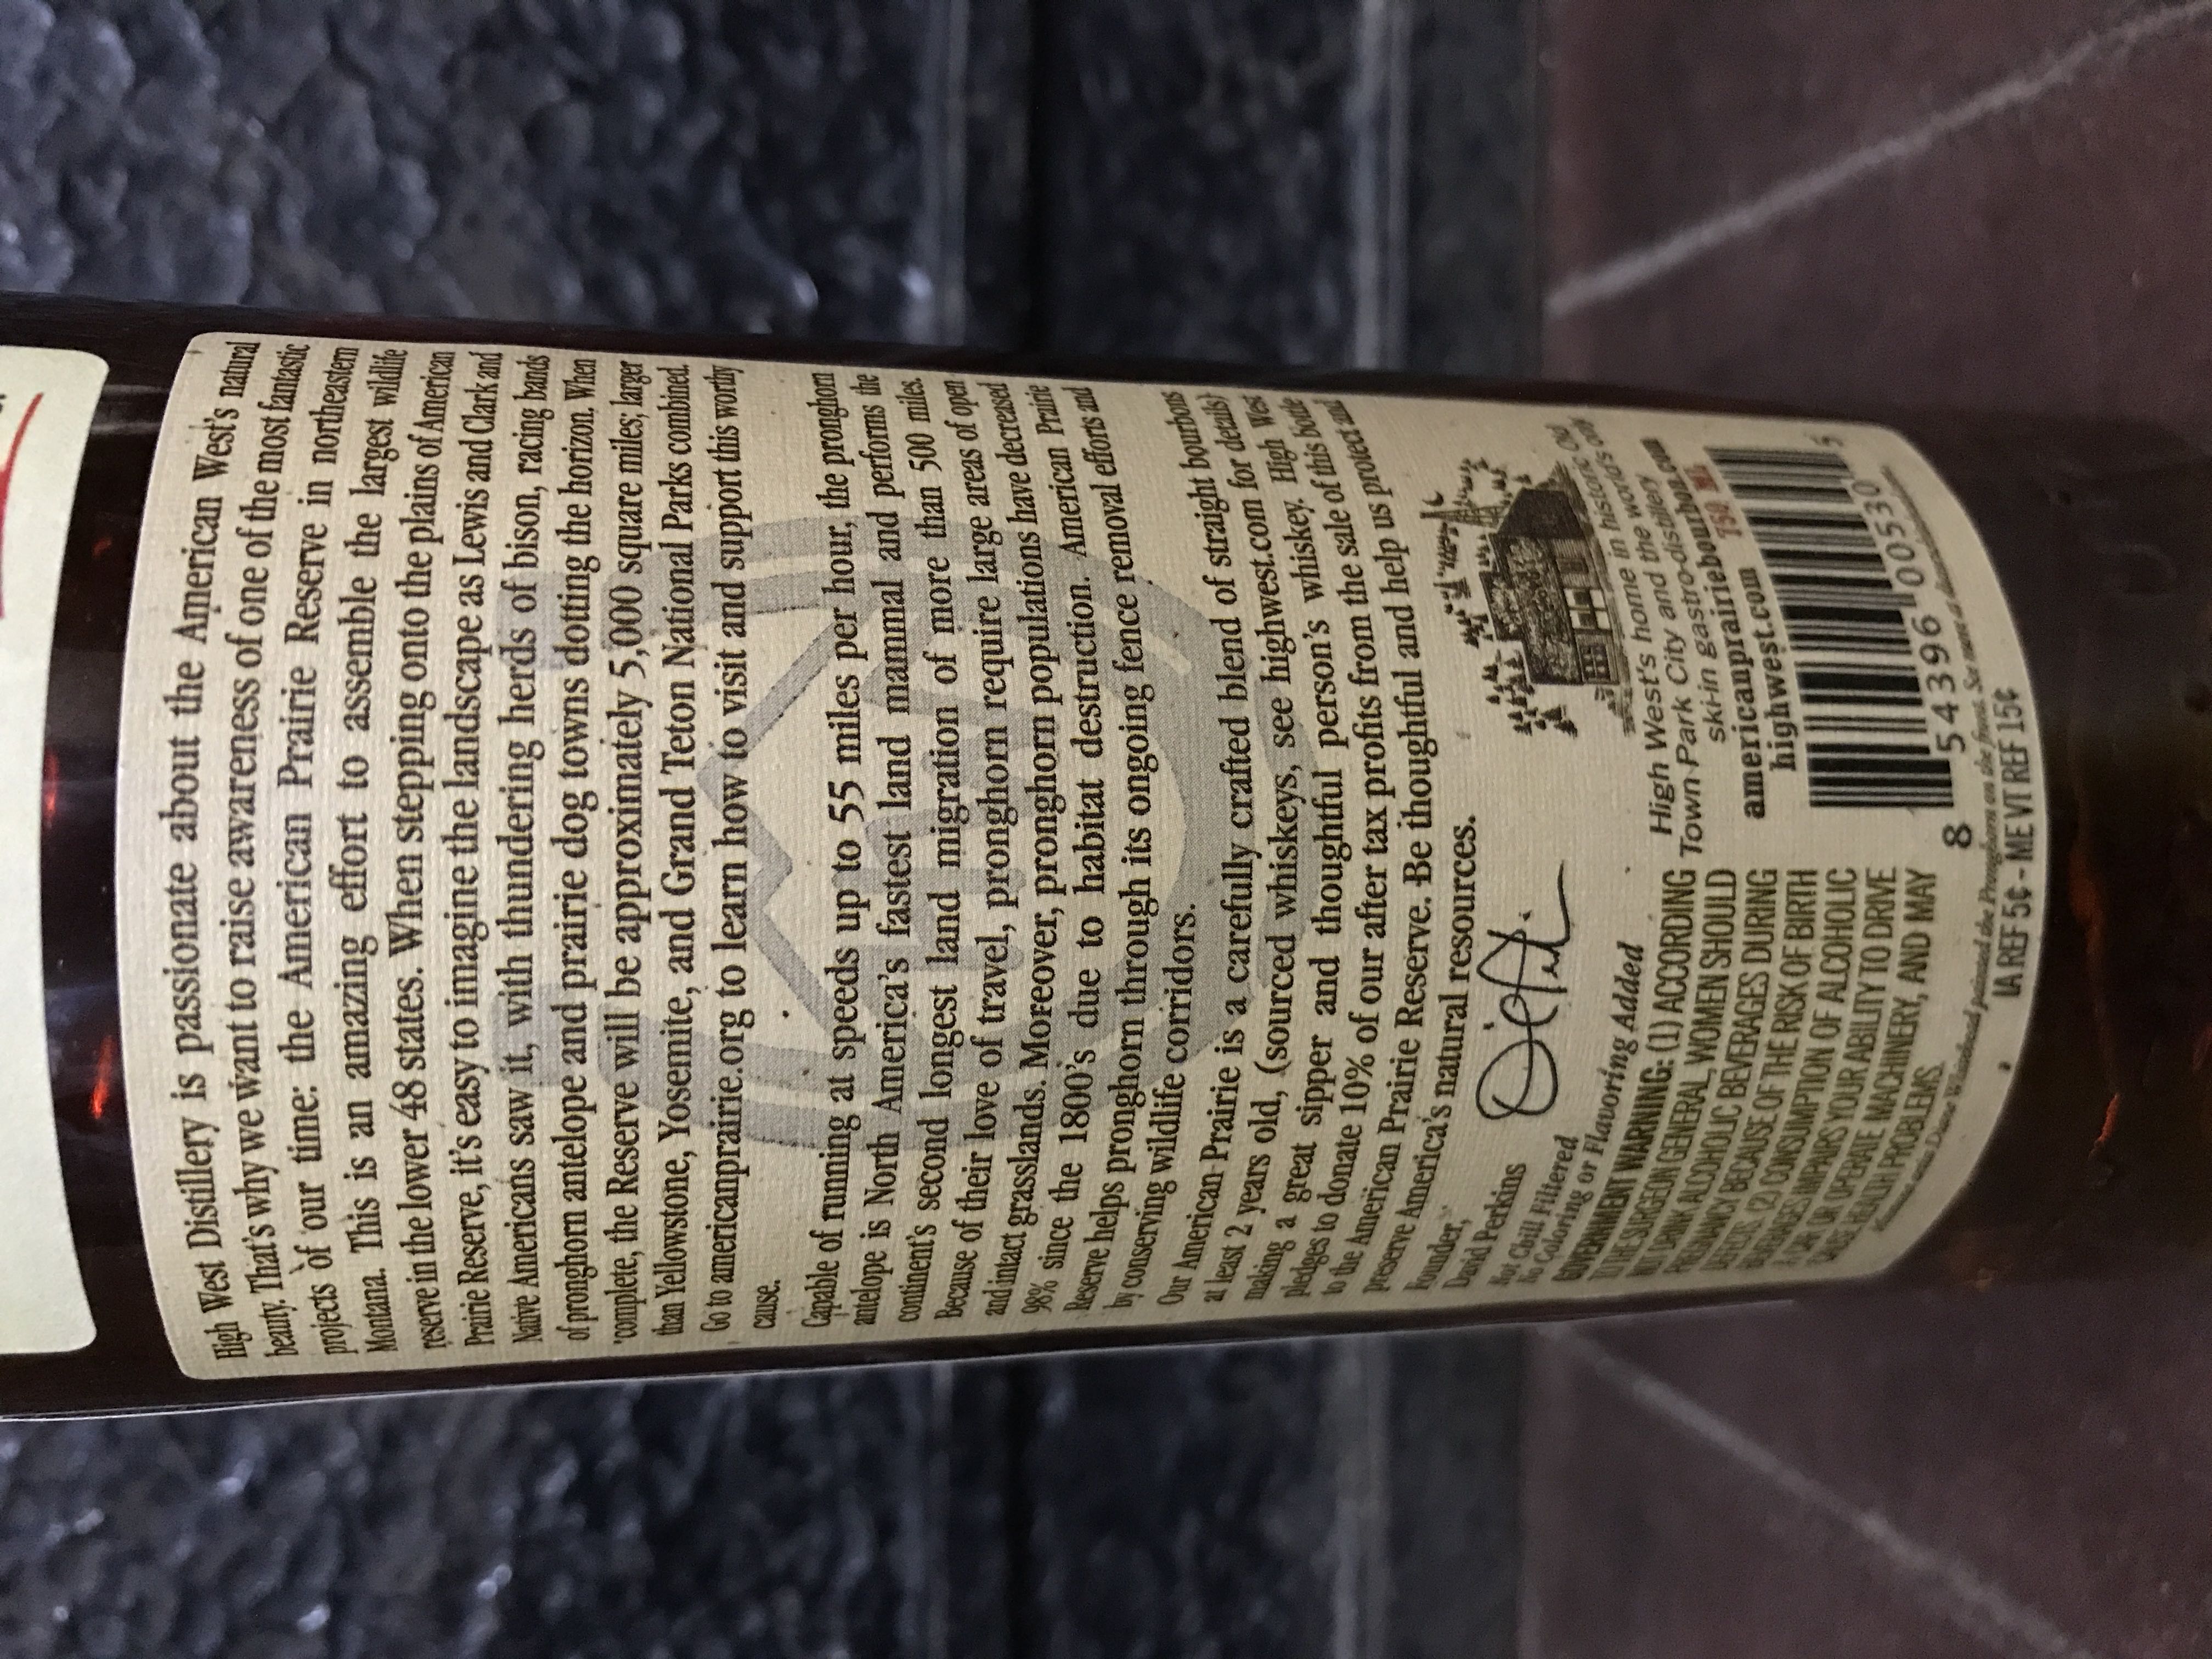 High West Distillery is passionate about the American West's natural
beauty. That's why we want to raise awareness of one of the most fantastic
projects of our time: the American Prairie Reserve in northeastern
Montana. This is an amazing effort to assemble the largest wildlife
reserve in the lower 48 states. When stepping onto the plains of American
Prairie Reserve, it's easy to imagine the landscape as Lewis and Clark and
Native Americans saw it, with thundering herds of bison, racing bands
of pronghorn antelope and prairie dog towns dotting the horizon. When
complete, the Reserve will be approximately 5,000 square miles; larger
than Yellowstone, Yosemite, and Grand Teton National Parks combined.
Go to americanprairie.org to learn how to visit and support this worthy
cause.
Capable of running at speeds up to 55 miles per hour, the pronghorn
antelope is North America's fastest land mammal and performs the
continent's second longest land migration of more than 500 miles.
Because of their love of travel, pronghorn require large areas of open
and intact grasslands. Moreover, pronghorn populations have decreased
98% since the 1800's due to habitat destruction. American Prairie
Reserve helps pronghorn through its ongoing fence removal efforts and
by conserving wildlife corridors.
Our American Prairie is a carefully crafted blend of straight bourbons
at least 2 years old, (sourced whiskeys, see highwest.com for details)
making a great sipper and thoughtful person's whiskey. High West
pledges to donate 10% of our after tax profits from the sale of this bottle
to the American Prairie Reserve. Be thoughtful and help us protect and
preserve America's natural resources.
Founder,
David Perkins
Not Chill Filtered
No Coloring or Flavoring Added
GOVERNMENT WARNING: (1) ACCORDING
TO THE SURGEON GENERAL, WOMEN SHOULD
NOT DRINK ALCOHOLIC BEVERAGES DURING
PREGNANCY BECAUSE OF THE RISK OF BIRTH
DEFECTS. (2) CONSUMPTION OF ALCOHOLIC
BEVERAGES IMPAIRS YOUR ABILITY TO DRIVE
A CAR OR OPERATE MACHINERY, AND MAY
CAUSE HEALTH PROBLEMS.
High West's home in historic Old
Town Park City and the world's only
ski-in gastro-distillery
americanprairiebourbon.com
highwest.com 750 ML
8 54396 00530 5
painted the Pronghorn on the front.
IA REF 5¢ - ME VT REF 15¢